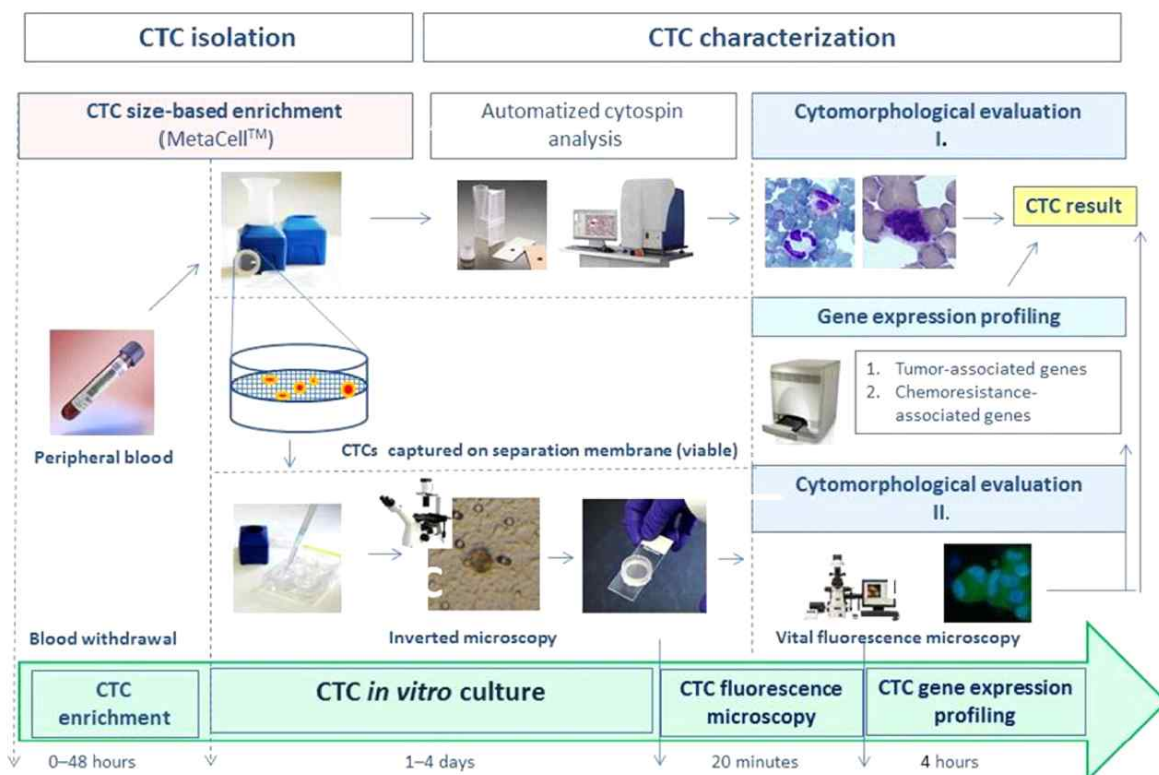 CTC isolation
CTC characterization
CTC size-based enrichment
(MetaCell™)
Automatized cytospin
analysis
Cytomorphological evaluation
I.
CTC result
Gene expression profiling
1. Tumor-associated genes
2. Chemoresistance-
associated genes
Peripheral blood
CTCs captured on separation membrane (viable)
Cytomorphological evaluation
II.
C
Blood withdrawal
Inverted microscopy
Vital fluorescence microscopy
CTC
enrichment
CTC in vitro culture
CTC fluorescence
microscopy
CTC gene expression
profiling
0–48 hours
1–4 days
20 minutes
4 hours